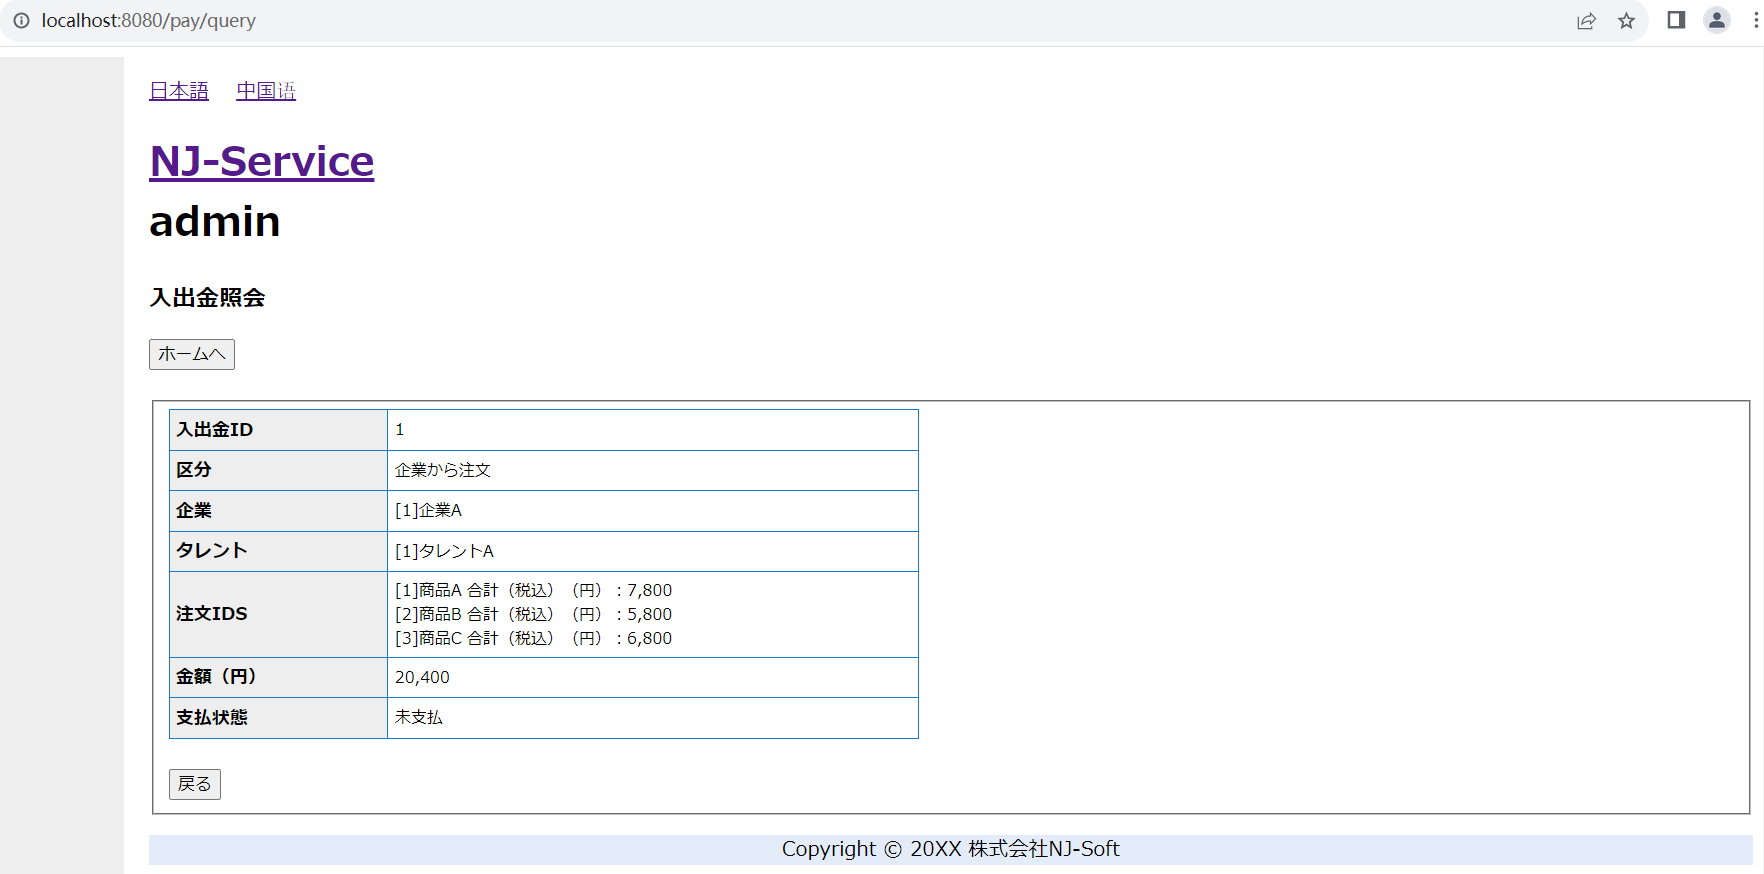 localhost:8080/pay/query
日本語 中国语
NJ-Service
admin
入出金照会
ホームへ
入出金ID 1
区分 企業から注文
企業 [1]企業A
タレント [1]タレントA
注文IDS
[1]商品A 合計（税込）（円）：7,800
[2]商品B 合計（税込）（円）：5,800
[3]商品C 合計（税込）（円）：6,800
金額（円） 20,400
支払状態 未支払
戻る
Copyright © 20XX 株式会社NJ-Soft